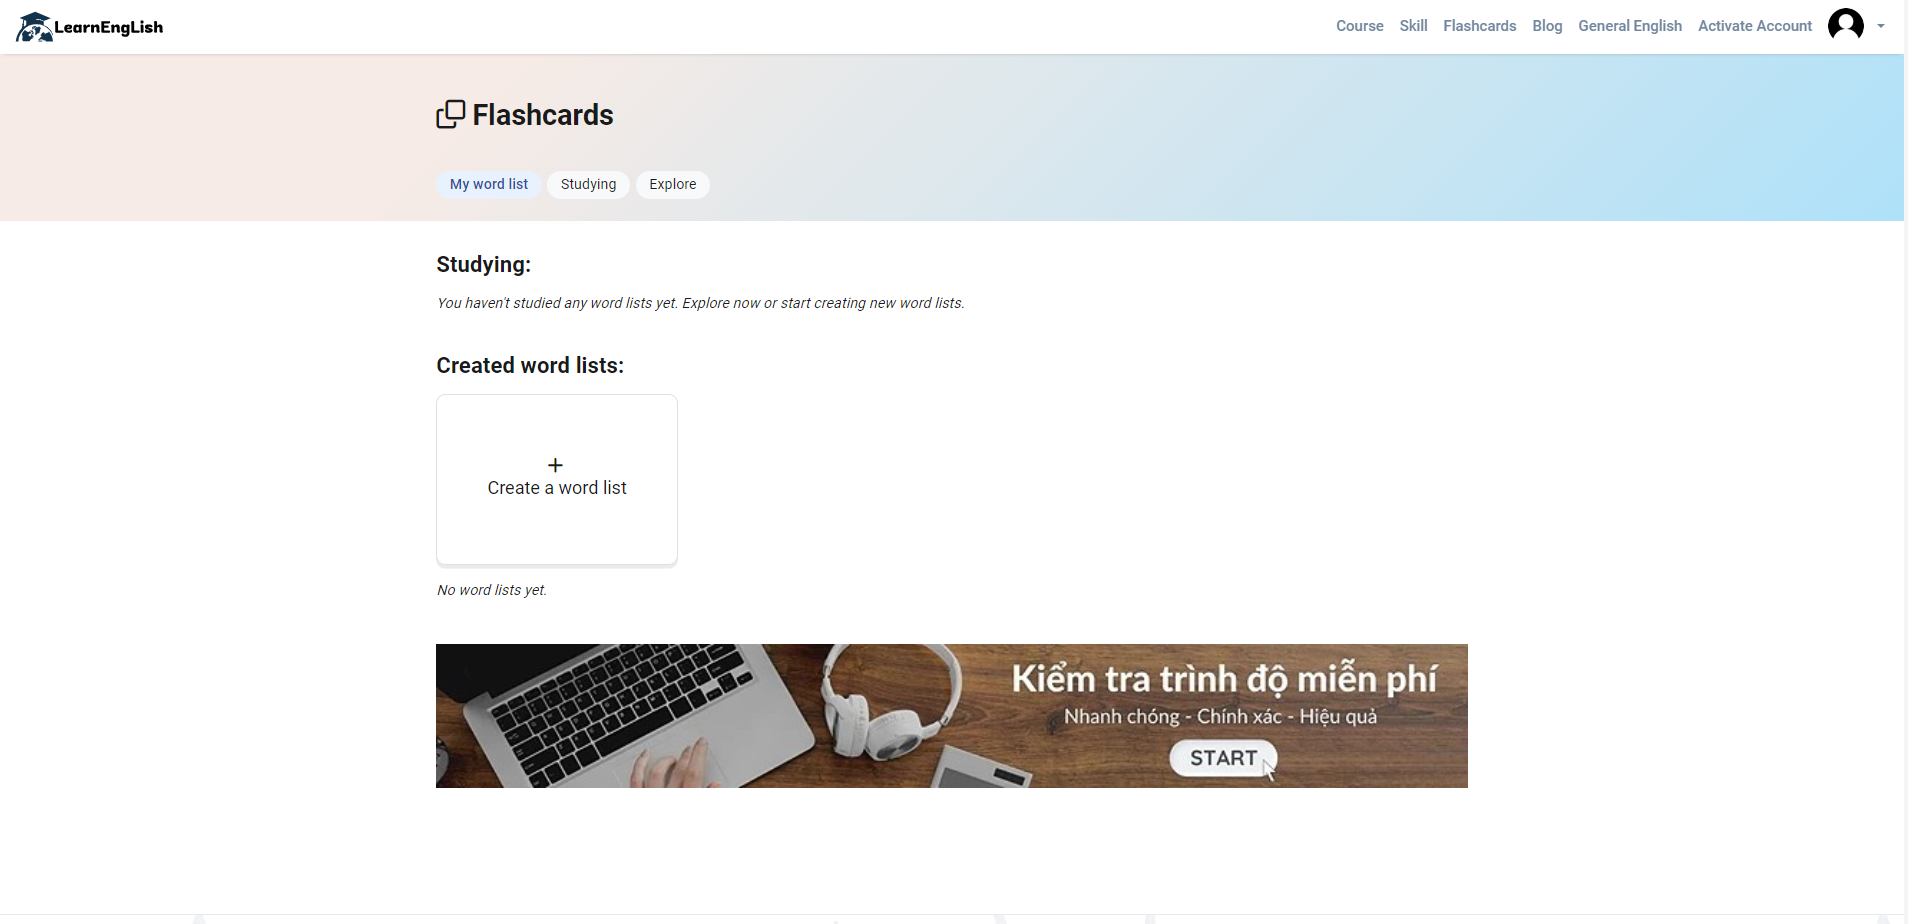 LearnEngLish
Course Skill Flashcards Blog General English Activate Account
Flashcards
My word list Studying Explore
Studying:
You haven't studied any word lists yet. Explore now or start creating new word lists.
Created word lists:
+
Create a word list
No word lists yet.
Kiểm tra trình độ miễn phí
Nhanh chóng - Chính xác - Hiệu quả
START